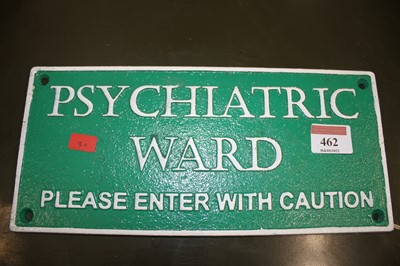 PSYCHIATRIC
WARD
PLEASE ENTER WITH CAUTION
462